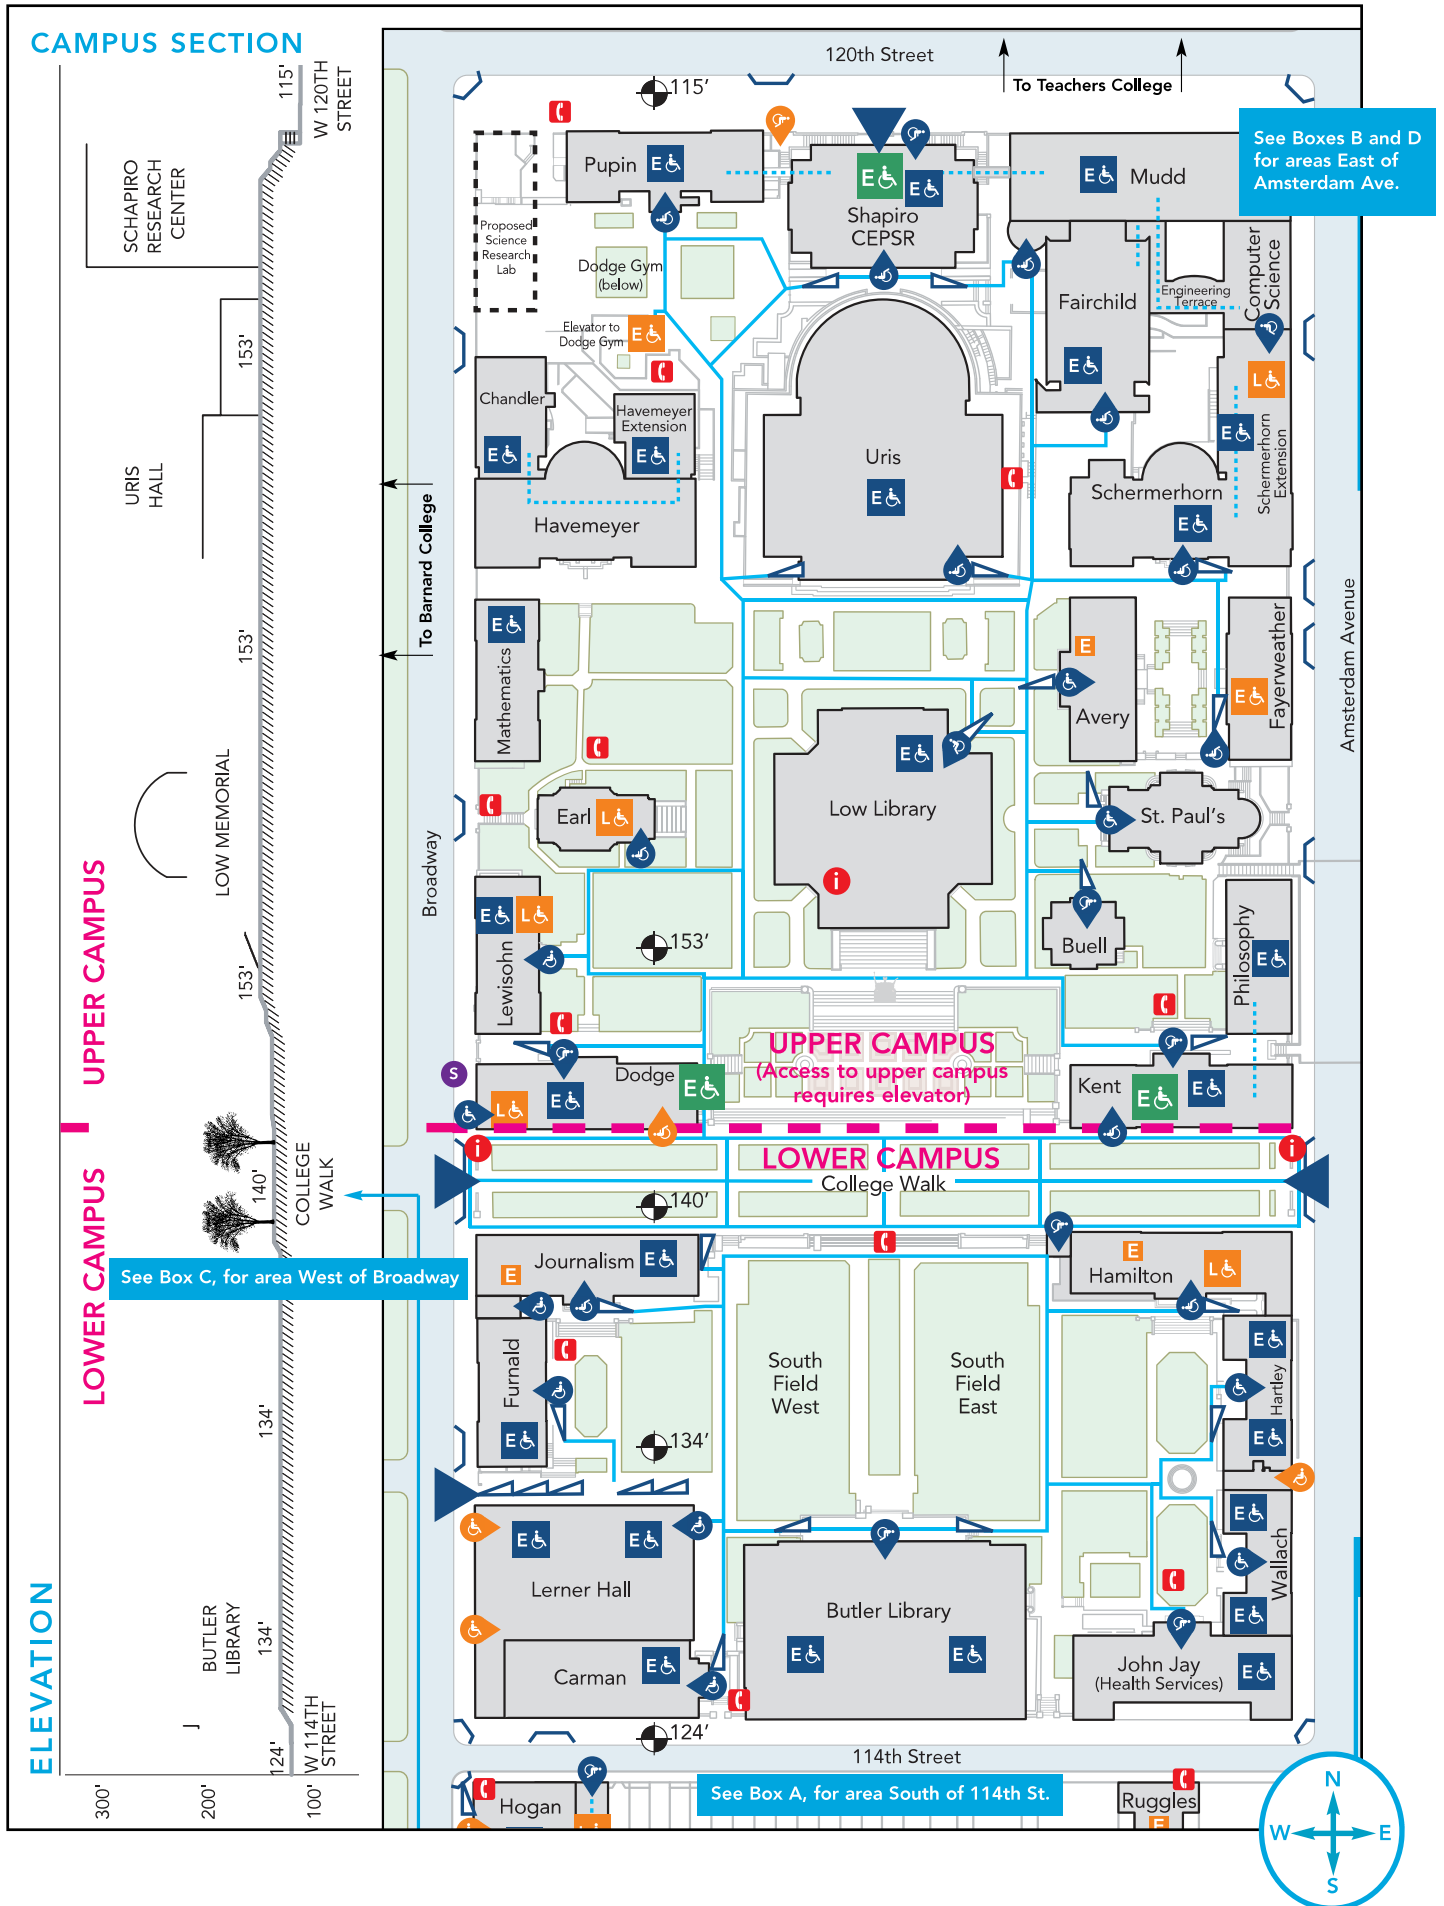 CAMPUS SECTION
115'
W 120TH
STREET
SCHAPIRO
RESEARCH
CENTER
153'
URIS
HALL
153'
LOW MEMORIAL
153'
UPPER CAMPUS
LOWER CAMPUS
140'
COLLEGE
WALK
134'
BUTLER
LIBRARY
134'
124'
W 114TH
STREET
ELEVATION
300'
200'
100'
See Box C, for area West of Broadway
120th Street
To Teachers College
See Boxes B and D
for areas East of
Amsterdam Ave.
115'
Pupin
E
Shapiro
CEPSR
E
E
E
Mudd
Proposed
Science
Research
Lab
Dodge Gym
(below)
Elevator to
Dodge Gym
E
Fairchild
E
Engineering
Terrace
Computer
Science
L
Chandler
E
Havemeyer
Extension
E
Havemeyer
Uris
E
Schermerhorn
E
E
Schermerhorn
Extension
To Barnard College
Broadway
Amsterdam Avenue
Mathematics
E
E
Avery
E
Fayerweather
E
Low Library
i
Earl
L
St. Paul's
E
L
Lewisohn
153'
Buell
Philosophy
E
UPPER CAMPUS
(Access to upper campus
requires elevator)
S
Dodge
E
L
E
Kent
E
E
i
i
LOWER CAMPUS
College Walk
140'
Journalism
E
E
E
Hamilton
L
Furnald
E
South
Field
West
South
Field
East
E
Hartley
E
134'
E
E
Lerner Hall
E
Wallach
E
Butler Library
E
E
Carman
E
John Jay
(Health Services)
E
124'
114th Street
See Box A, for area South of 114th St.
Hogan
Ruggles
E
N
W
E
S